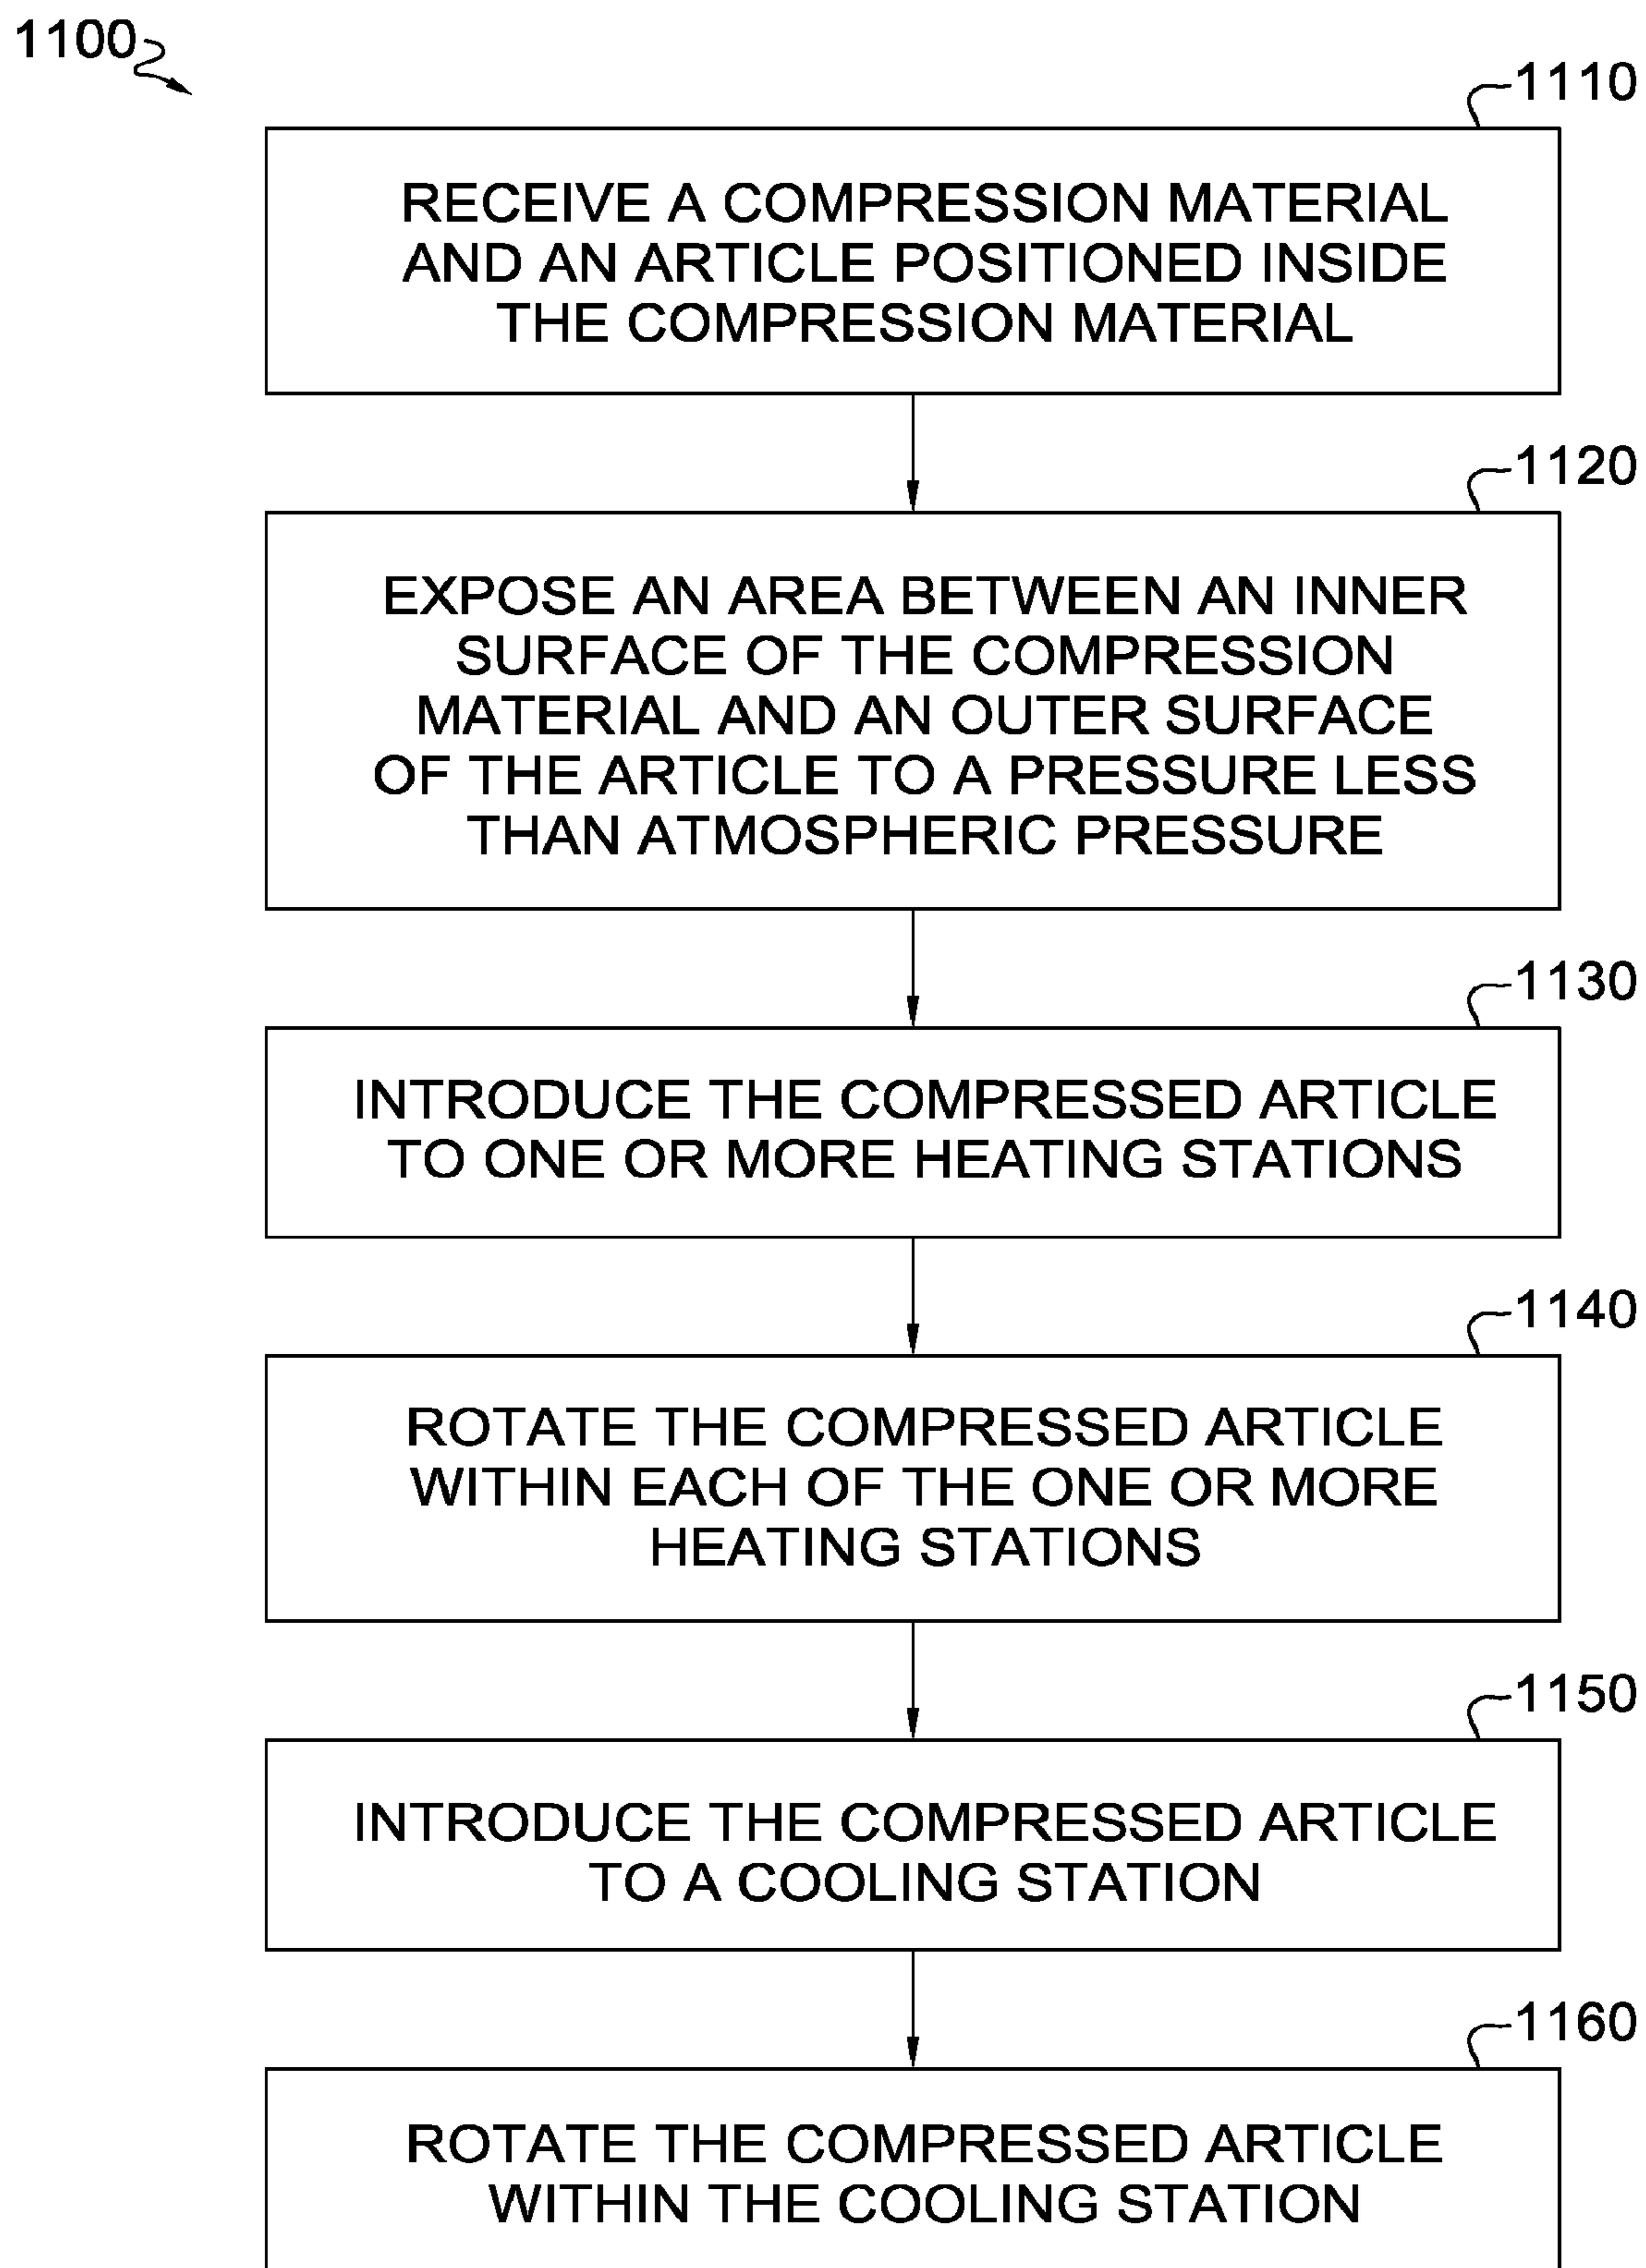 1100
1110
RECEIVE A COMPRESSION MATERIAL
AND AN ARTICLE POSITIONED INSIDE
THE COMPRESSION MATERIAL
1120
EXPOSE AN AREA BETWEEN AN INNER
SURFACE OF THE COMPRESSION
MATERIAL AND AN OUTER SURFACE
OF THE ARTICLE TO A PRESSURE LESS
THAN ATMOSPHERIC PRESSURE
1130
INTRODUCE THE COMPRESSED ARTICLE
TO ONE OR MORE HEATING STATIONS
1140
ROTATE THE COMPRESSED ARTICLE
WITHIN EACH OF THE ONE OR MORE
HEATING STATIONS
1150
INTRODUCE THE COMPRESSED ARTICLE
TO A COOLING STATION
1160
ROTATE THE COMPRESSED ARTICLE
WITHIN THE COOLING STATION